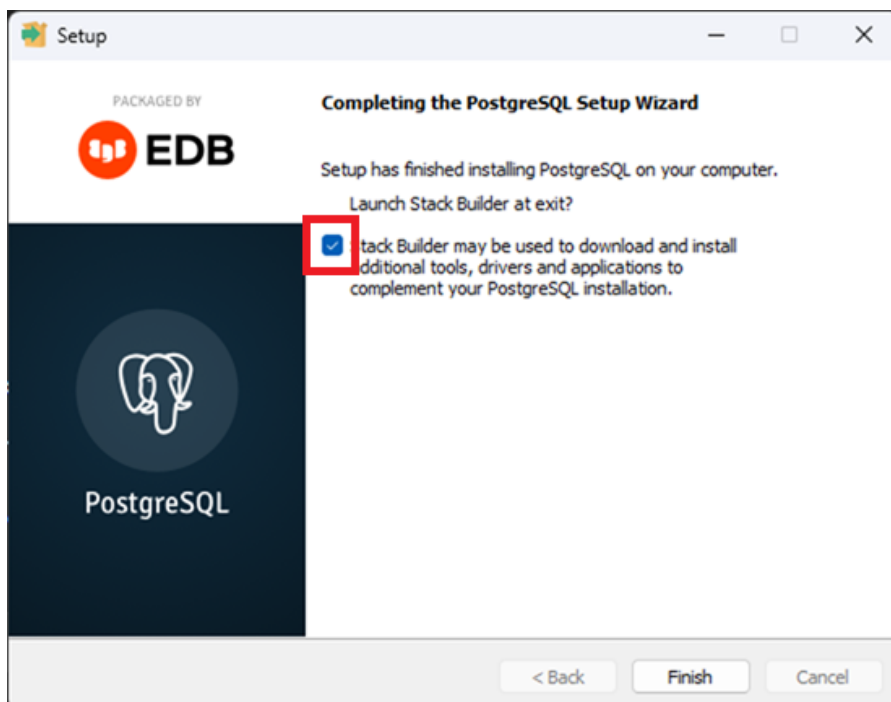 Setup
PACKAGED BY
EDB
Completing the PostgreSQL Setup Wizard
Setup has finished installing PostgreSQL on your computer.
Launch Stack Builder at exit?
Stack Builder may be used to download and install
additional tools, drivers and applications to
complement your PostgreSQL installation.
PostgreSQL
< Back
Finish
Cancel